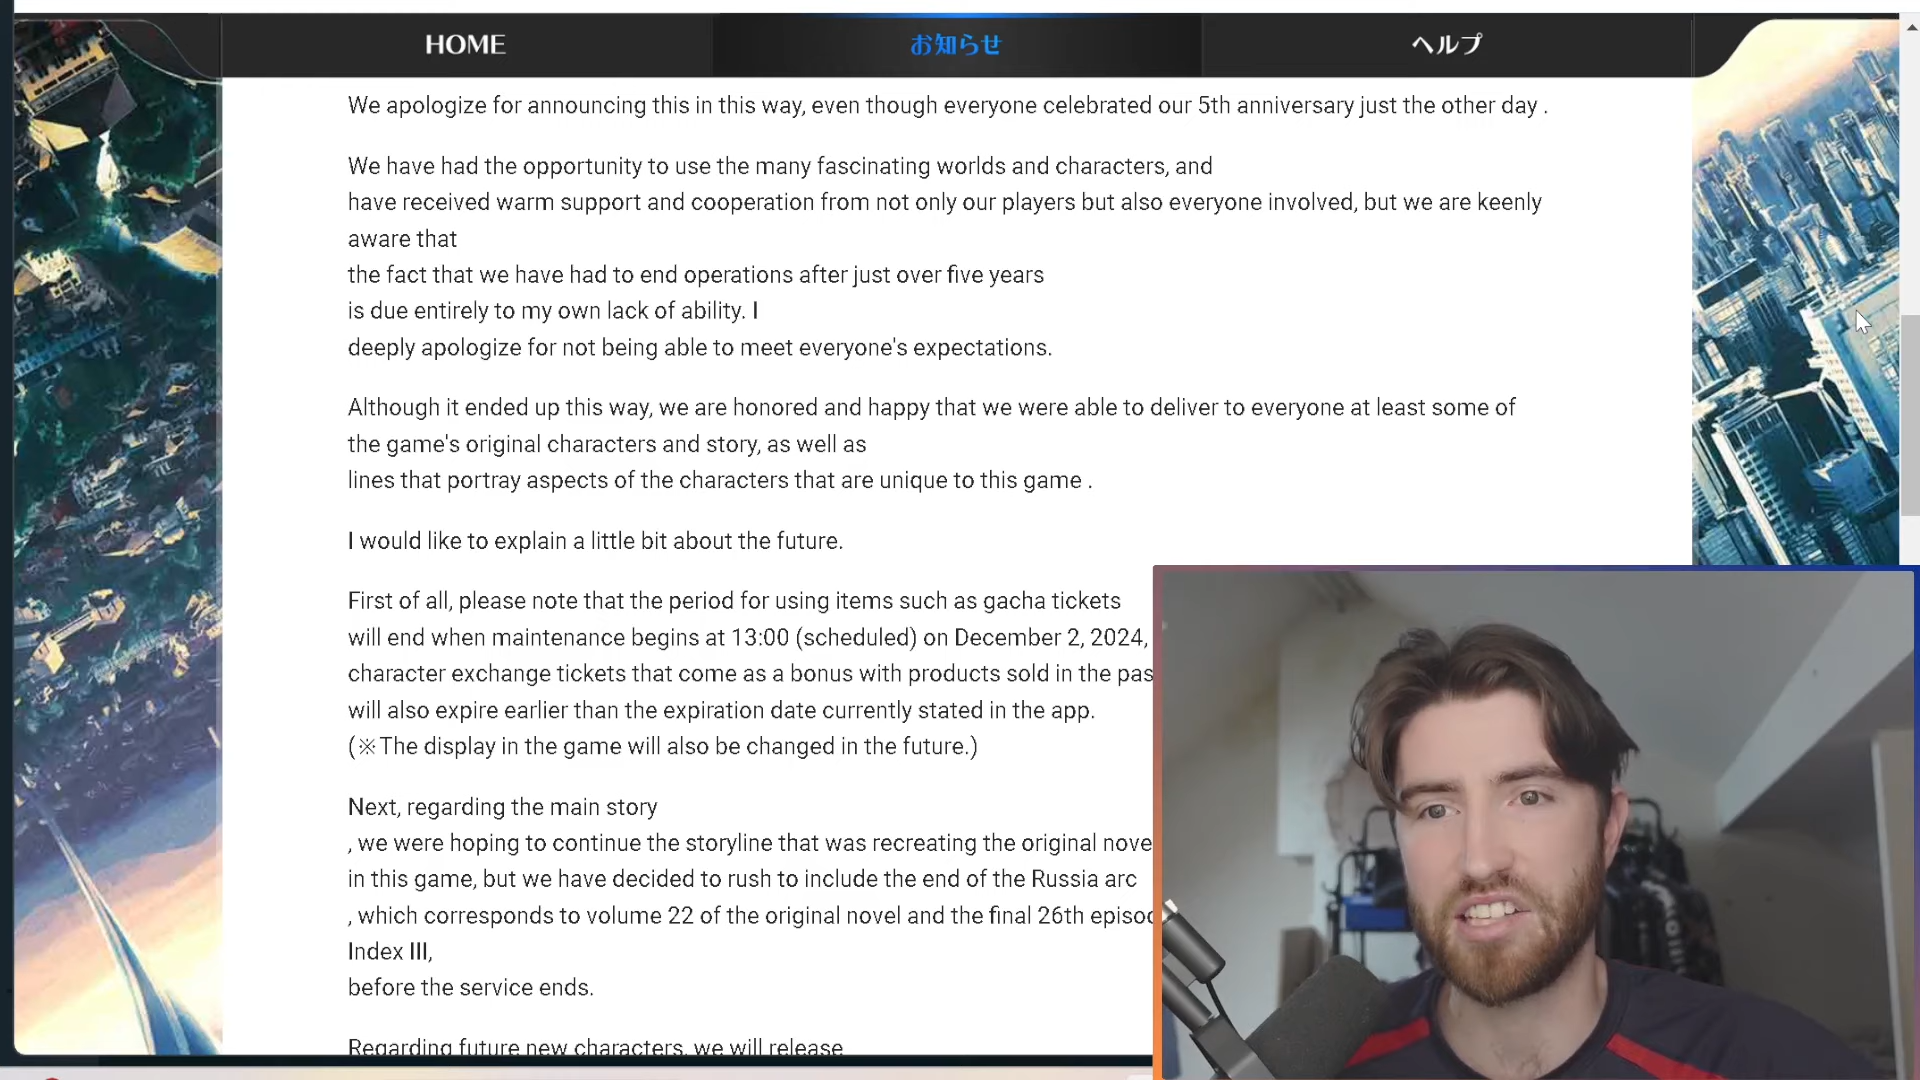 HOME
お知らせ
ヘルプ
We apologize for announcing this in this way, even though everyone celebrated our 5th anniversary just the other day .
We have had the opportunity to use the many fascinating worlds and characters, and
have received warm support and cooperation from not only our players but also everyone involved, but we are keenly
aware that
the fact that we have had to end operations after just over five years
is due entirely to my own lack of ability. I
deeply apologize for not being able to meet everyone's expectations.
Although it ended up this way, we are honored and happy that we were able to deliver to everyone at least some of
the game's original characters and story, as well as
lines that portray aspects of the characters that are unique to this game .
I would like to explain a little bit about the future.
First of all, please note that the period for using items such as gacha tickets
will end when maintenance begins at 13:00 (scheduled) on December 2, 2024,
character exchange tickets that come as a bonus with products sold in the pas
will also expire earlier than the expiration date currently stated in the app.
(※The display in the game will also be changed in the future.)
Next, regarding the main story
, we were hoping to continue the storyline that was recreating the original nove
in this game, but we have decided to rush to include the end of the Russia arc
, which corresponds to volume 22 of the original novel and the final 26th episod
Index III,
before the service ends.
Regarding future new characters, we will release